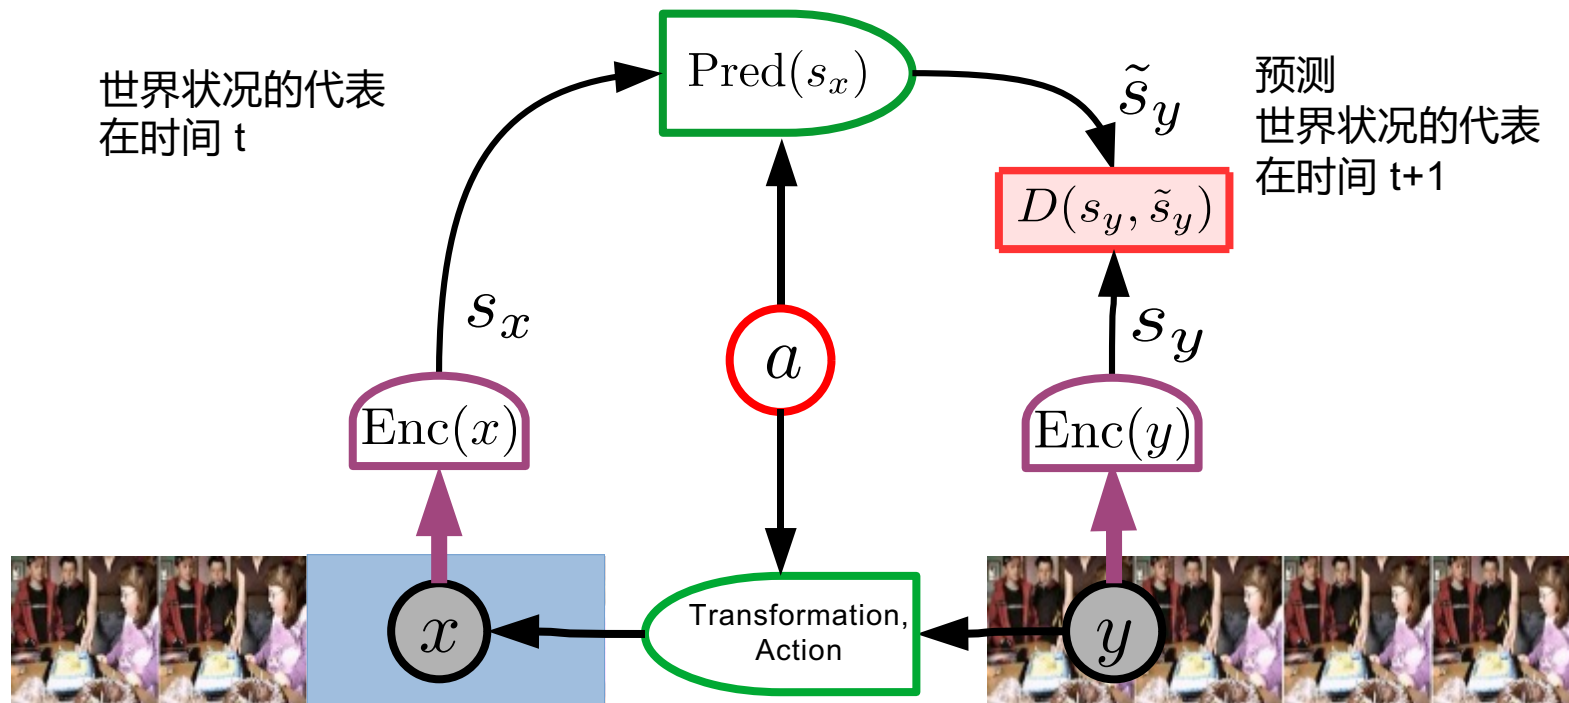 世界状况的代表
在时间 t
Pred(s_x)
s̃_y
预测
世界状况的代表
在时间 t+1
D(s_y, s̃_y)
s_x
a
s_y
Enc(x)
Enc(y)
x
Transformation,
Action
y